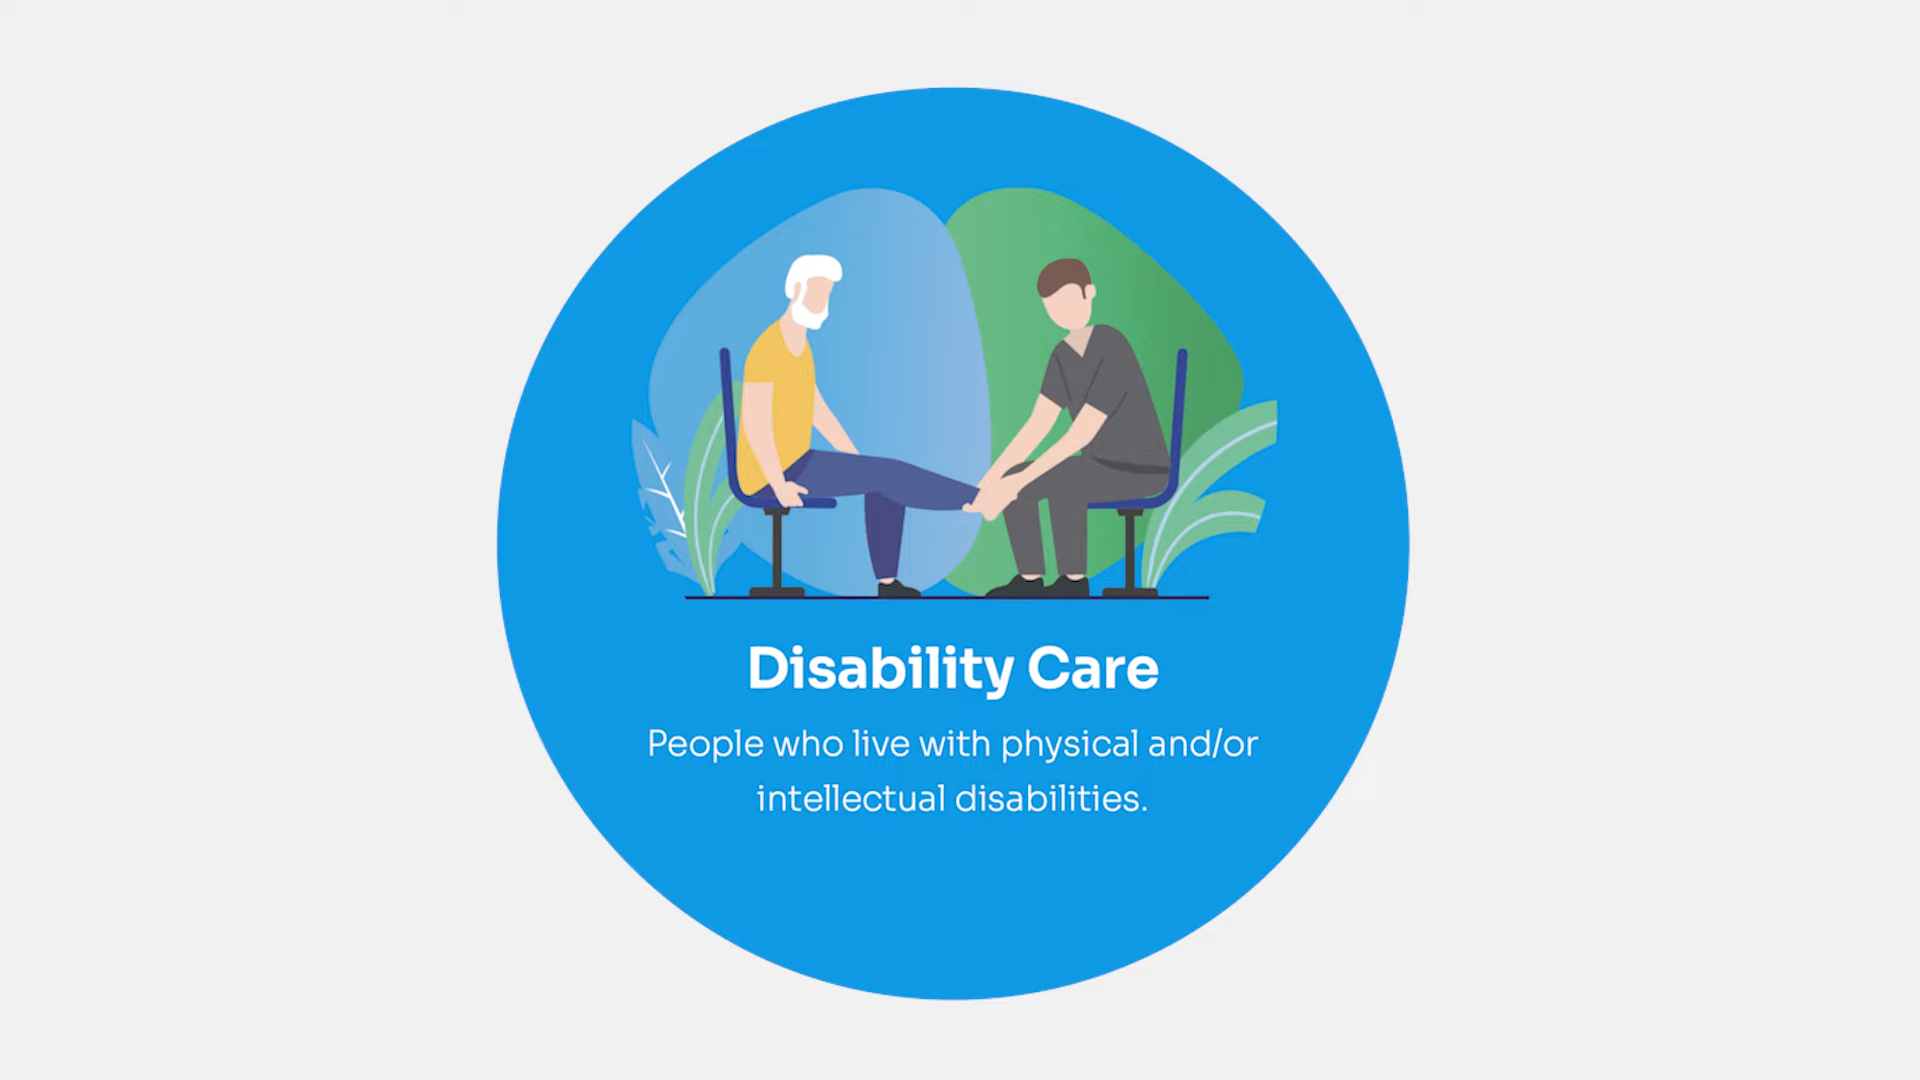 Disability Care
People who live with physical and/or
intellectual disabilities.